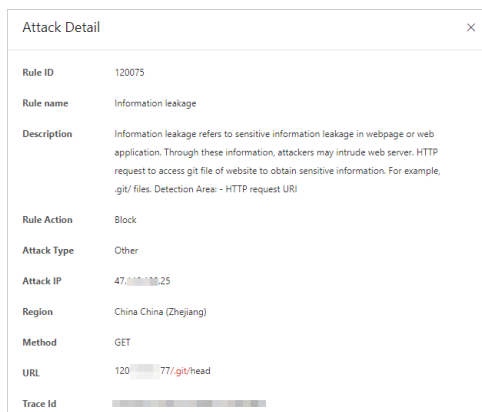 Attack Detail
Rule ID 120075
Rule name Information leakage
Description Information leakage refers to sensitive information leakage in webpage or web
application. Through these information, attackers may intrude web server. HTTP
request to access git file of website to obtain sensitive information. For example,
.git/ files. Detection Area: - HTTP request URI
Rule Action Block
Attack Type Other
Attack IP 47. .25
Region China China (Zhejiang)
Method GET
URL 120 77/.git/head
Trace Id